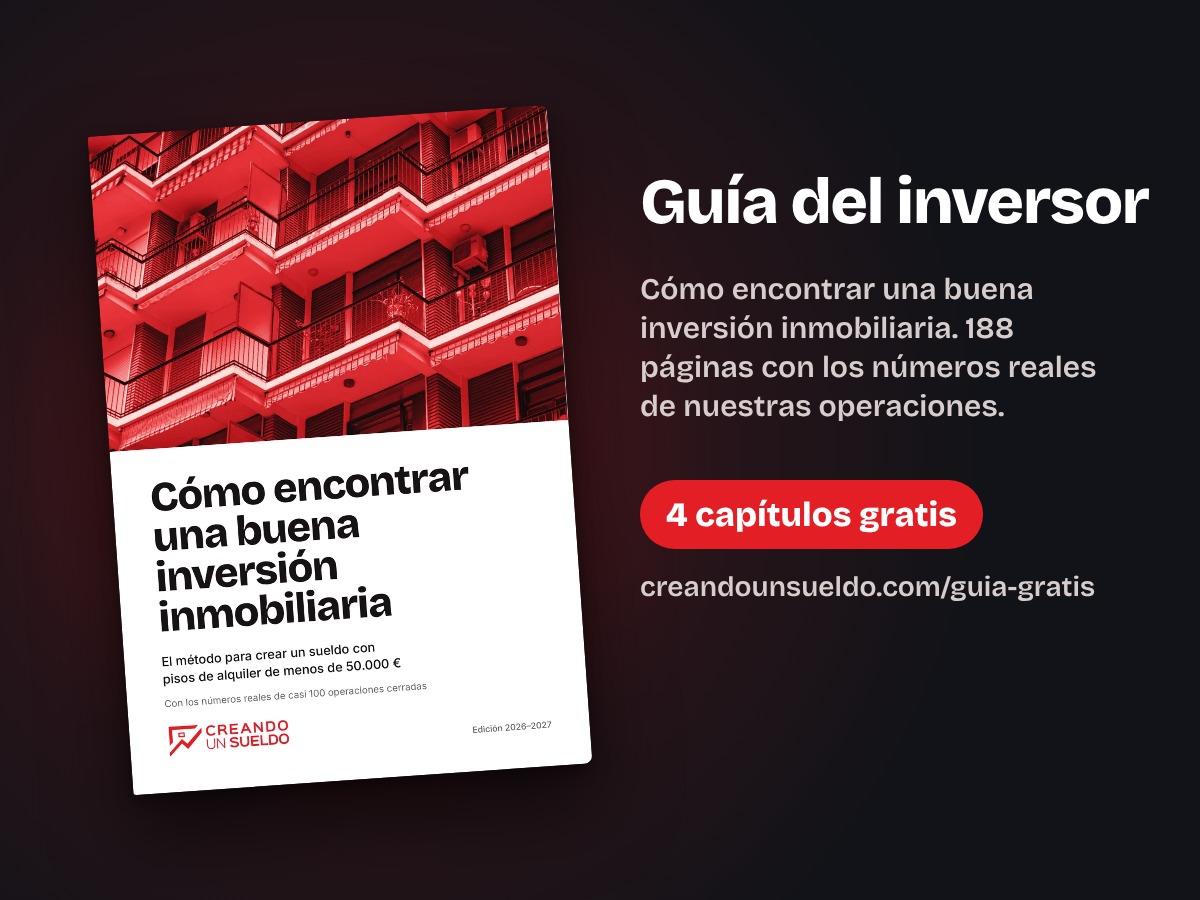 Cómo encontrar
una buena
inversión
inmobiliaria
El método para crear un sueldo con
pisos de alquiler de menos de 50.000 €
Con los números reales de casi 100 operaciones cerradas
CREANDO
UN SUELDO
Edición 2026–2027
Guía del inversor
Cómo encontrar una buena
inversión inmobiliaria. 188
páginas con los números reales
de nuestras operaciones.
4 capítulos gratis
creandounsueldo.com/guia-gratis